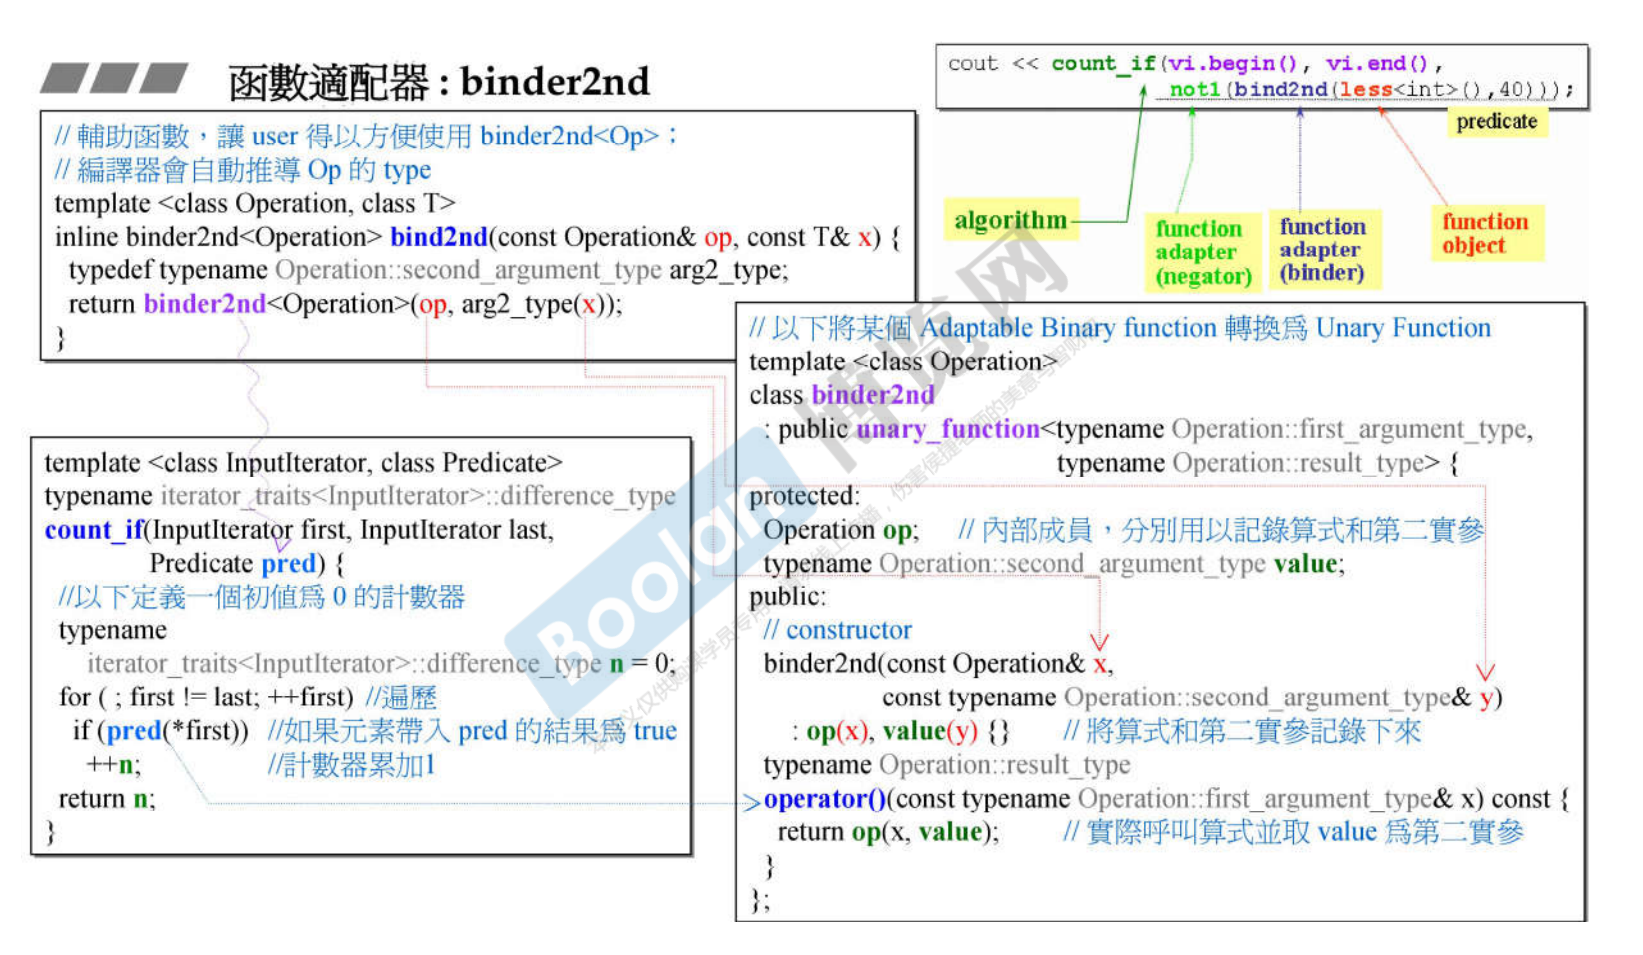 函數適配器 : binder2nd
cout << count_if(vi.begin(), vi.end(),
not1(bind2nd(less<int>(),40)));
predicate
algorithm
function
adapter
(negator)
function
adapter
(binder)
function
object
// 輔助函數，讓 user 得以方便使用 binder2nd<Op>；
// 編譯器會自動推導 Op 的 type
template <class Operation, class T>
inline binder2nd<Operation> bind2nd(const Operation& op, const T& x) {
typedef typename Operation::second_argument_type arg2_type;
return binder2nd<Operation>(op, arg2_type(x));
}
template <class InputIterator, class Predicate>
typename iterator_traits<InputIterator>::difference_type
count_if(InputIterator first, InputIterator last,
Predicate pred) {
//以下定義一個初值為 0 的計數器
typename
iterator_traits<InputIterator>::difference_type n = 0;
for ( ; first != last; ++first) //遍歷
if (pred(*first)) //如果元素帶入 pred 的結果為 true
++n; //計數器累加1
return n;
}
// 以下將某個 Adaptable Binary function 轉換為 Unary Function
template <class Operation>
class binder2nd
: public unary_function<typename Operation::first_argument_type,
typename Operation::result_type> {
protected:
Operation op; // 內部成員，分別用以記錄算式和第二實參
typename Operation::second_argument_type value;
public:
// constructor
binder2nd(const Operation& x,
const typename Operation::second_argument_type& y)
: op(x), value(y) {} // 將算式和第二實參記錄下來
typename Operation::result_type
operator()(const typename Operation::first_argument_type& x) const {
return op(x, value); // 實際呼叫算式並取 value 為第二實參
}
};
Boolan 博览网